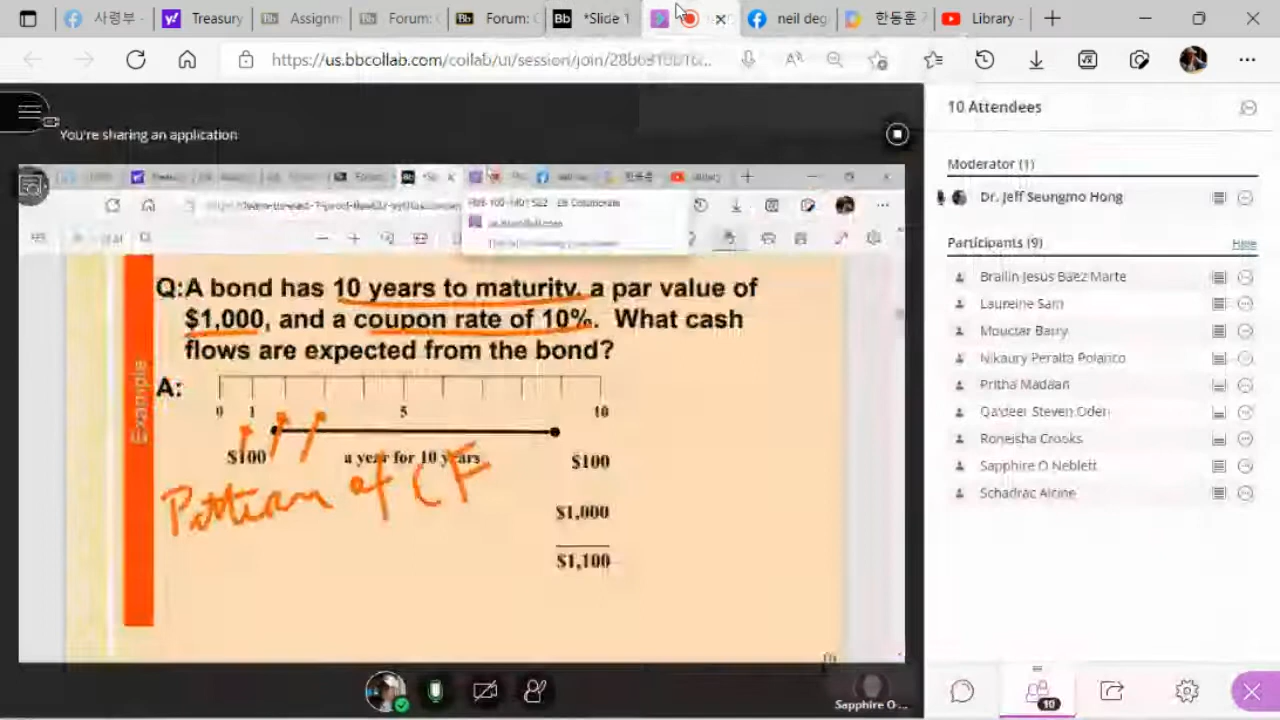 사령부 -
Treasury
Assignm
Forum: C
Forum: C
*Slide 1
neil deg
한동훈
Library -
https://us.bbcollab.com/collab/ui/session/join/
You're sharing an application
10 Attendees
Moderator (1)
Dr. Jeff Seungmo Hong
Participants (9)
Hide
Brailin Jesus Baez Marte
Laureine Sam
Mouctar Barry
Nikaury Peralta Polanco
Pritha Madaan
Qa'deer Steven Oden
Roneisha Crooks
Sapphire O Neblett
Schadrac Alcine
Library
Example
Q:A bond has 10 years to maturity, a par value of
$1,000, and a coupon rate of 10%. What cash
flows are expected from the bond?
A:
0 1 5 10
$100 a year for 10 years $100
Pattern of CF
$1,000
$1,100
Sapphire O ...
10